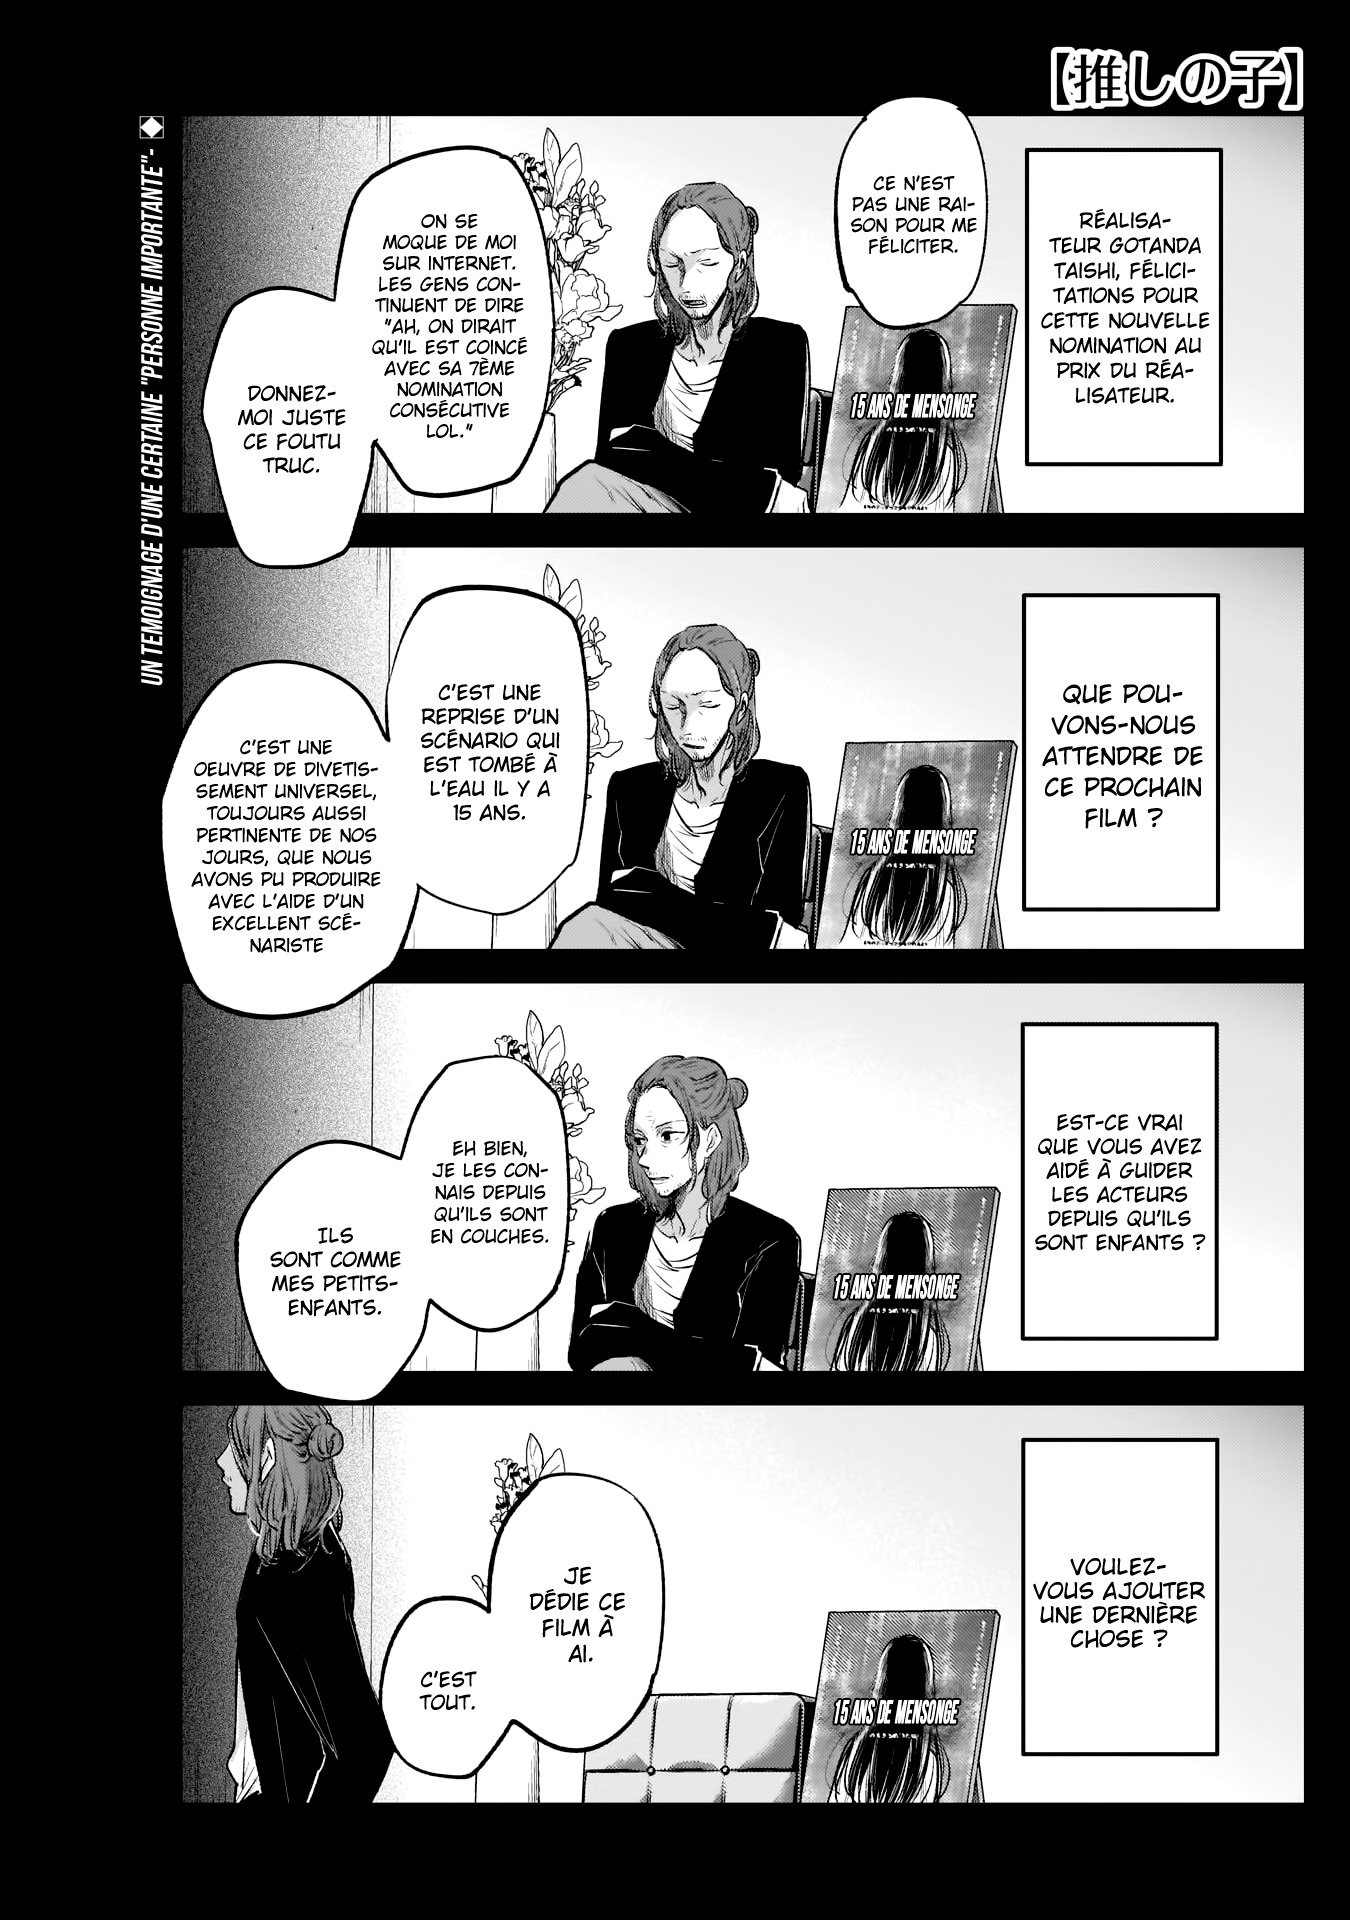 【推しの子】
UN TEMOIGNAGE D'UNE CERTAINE "PERSONNE IMPORTANTE"-
RÉALISA-
TEUR GOTANDA
TAISHI, FÉLICI-
TATIONS POUR
CETTE NOUVELLE
NOMINATION AU
PRIX DU RÉA-
LISATEUR.
CE N'EST
PAS UNE RAI-
SON POUR ME
FÉLICITER.
15 ANS DE MENSONGE
ON SE
MOQUE DE MOI
SUR INTERNET.
LES GENS CON-
TINUENT DE DIRE
"AH, ON DIRAIT
QU'IL EST COINCÉ
AVEC SA 7ÈME
NOMINATION
CONSÉCUTIVE
LOL."
DONNEZ-
MOI JUSTE
CE FOUTU
TRUC.
QUE POU-
VONS-NOUS
ATTENDRE DE
CE PROCHAIN
FILM ?
15 ANS DE MENSONGE
C'EST UNE
REPRISE D'UN
SCÉNARIO QUI
EST TOMBÉ À
L'EAU IL Y A
15 ANS.
C'EST UNE
OEUVRE DE DIVETIS-
SEMENT UNIVERSEL,
TOUJOURS AUSSI
PERTINENTE DE NOS
JOURS, QUE NOUS
AVONS PU PRODUIRE
AVEC L'AIDE D'UN
EXCELLENT SCÉ-
NARISTE
EST-CE VRAI
QUE VOUS AVEZ
AIDÉ À GUIDER
LES ACTEURS
DEPUIS QU'ILS
SONT ENFANTS ?
15 ANS DE MENSONGE
EH BIEN,
JE LES CON-
NAIS DEPUIS
QU'ILS SONT
EN COUCHES.
ILS
SONT COMME
MES PETITS-
ENFANTS.
VOULEZ-
VOUS AJOUTER
UNE DERNIÈRE
CHOSE ?
15 ANS DE MENSONGE
JE
DÉDIE CE
FILM À
AI.
C'EST
TOUT.